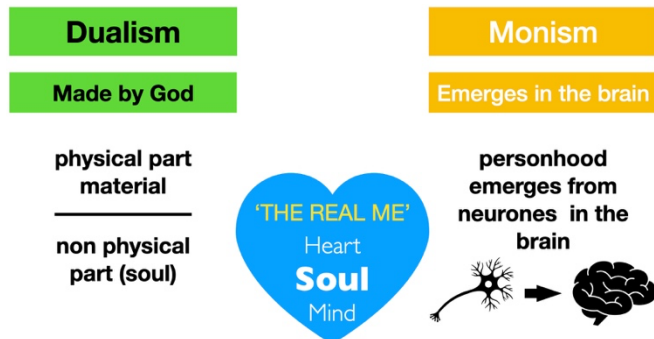 Dualism
Made by God
physical part
material
non physical
part (soul)
'THE REAL ME'
Heart
Soul
Mind
Monism
Emerges in the brain
personhood
emerges from
neurones in the
brain